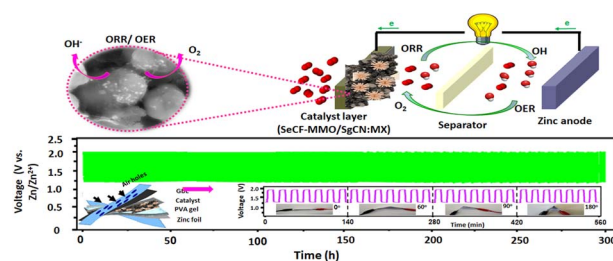 OH⁻
ORR/ OER
O₂
e
e
ORR
OH
O₂
OER
Catalyst layer
(SeCF-MMO/SgCN:MX)
Separator
Zinc anode
Voltage (V vs.
Zn/Zn²⁺)
2.5
2.0
1.5
1.0
0.5
0.0
Air holes
GDL
Catalyst
PVA gel
Zinc foil
Voltage (V)
2.0
1.5
1.0
0°
60°
90°
180°
0
140
280
420
560
Time (min)
0
50
100
150
200
250
300
Time (h)